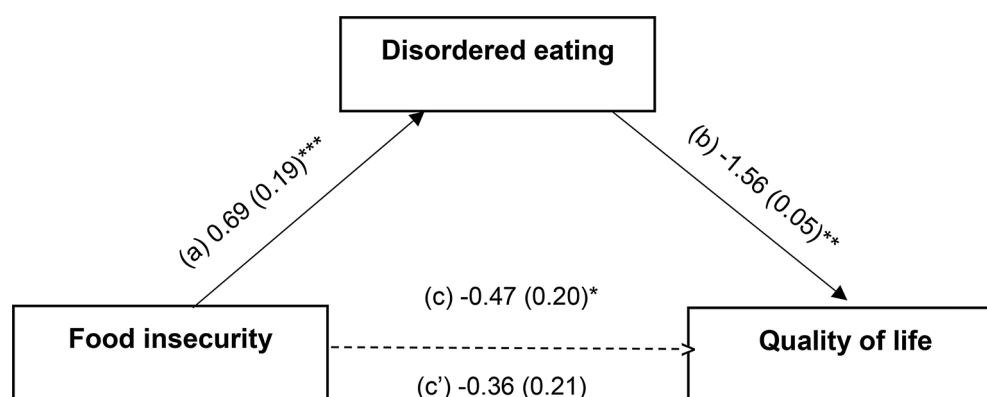 Disordered eating
(a) 0.69 (0.19)***
(b) -1.56 (0.05)**
(c) -0.47 (0.20)*
Food insecurity
Quality of life
(c') -0.36 (0.21)